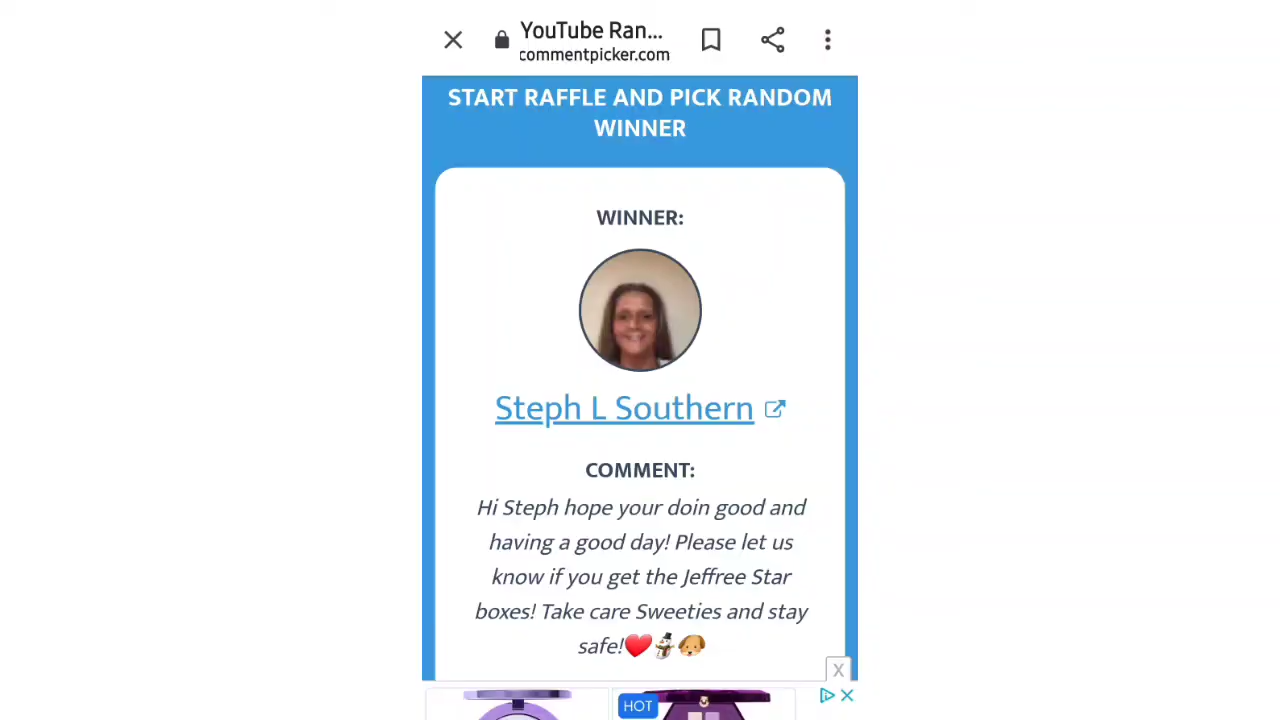 YouTube Ran...
commentpicker.com
START RAFFLE AND PICK RANDOM
WINNER
WINNER:
Steph L Southern
COMMENT:
Hi Steph hope your doin good and
having a good day! Please let us
know if you get the Jeffree Star
boxes! Take care Sweeties and stay
safe!❤️⛄🐶
X
HOT